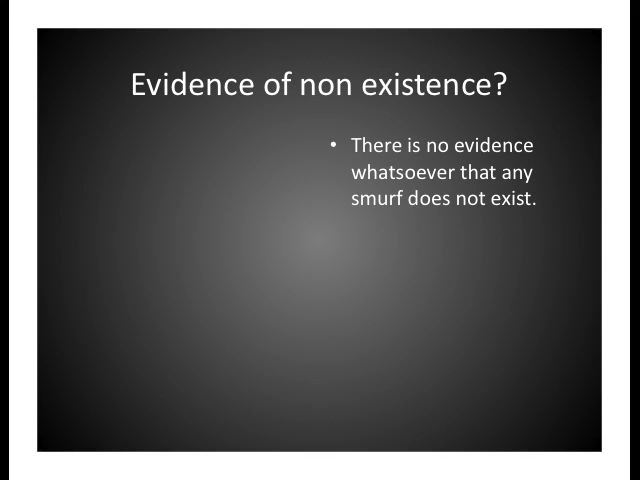 Evidence of non existence?
• There is no evidence
whatsoever that any
smurf does not exist.